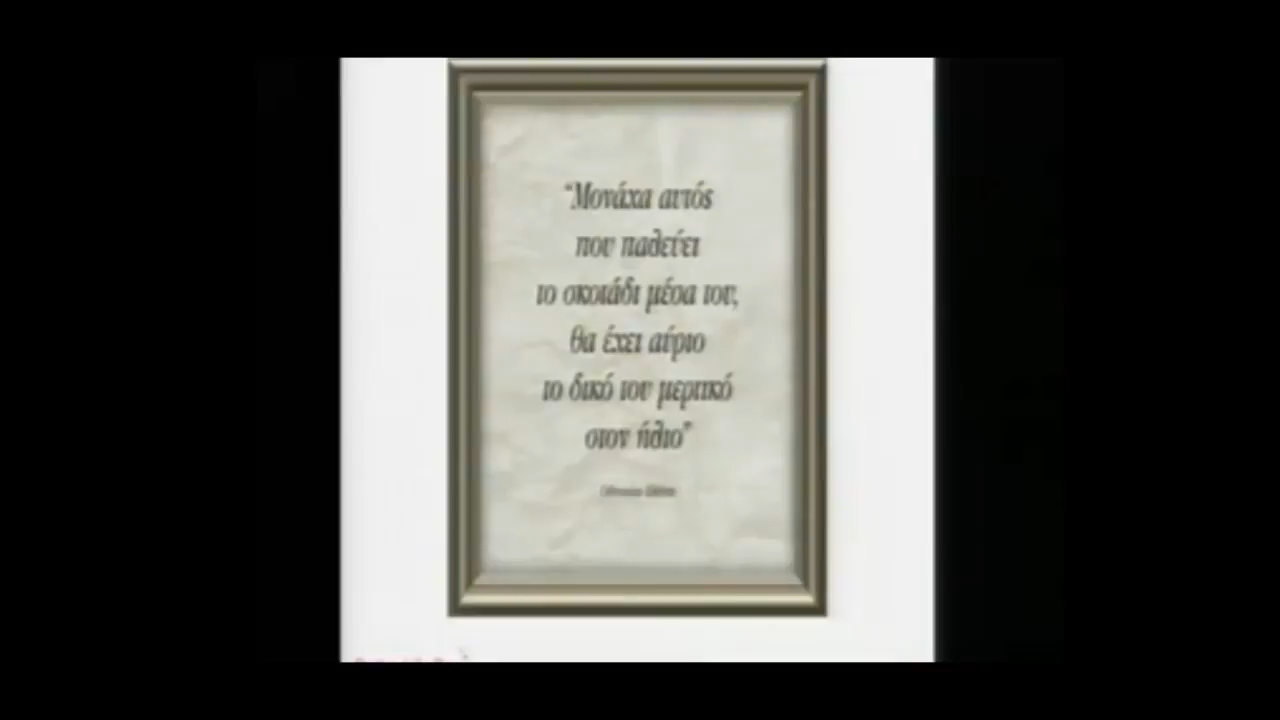 “Μονάχα αυτός
που παλεύει
το σκοτάδι μέσα του,
θα έχει αύριο
το δικό του μερτικό
στον ήλιο”